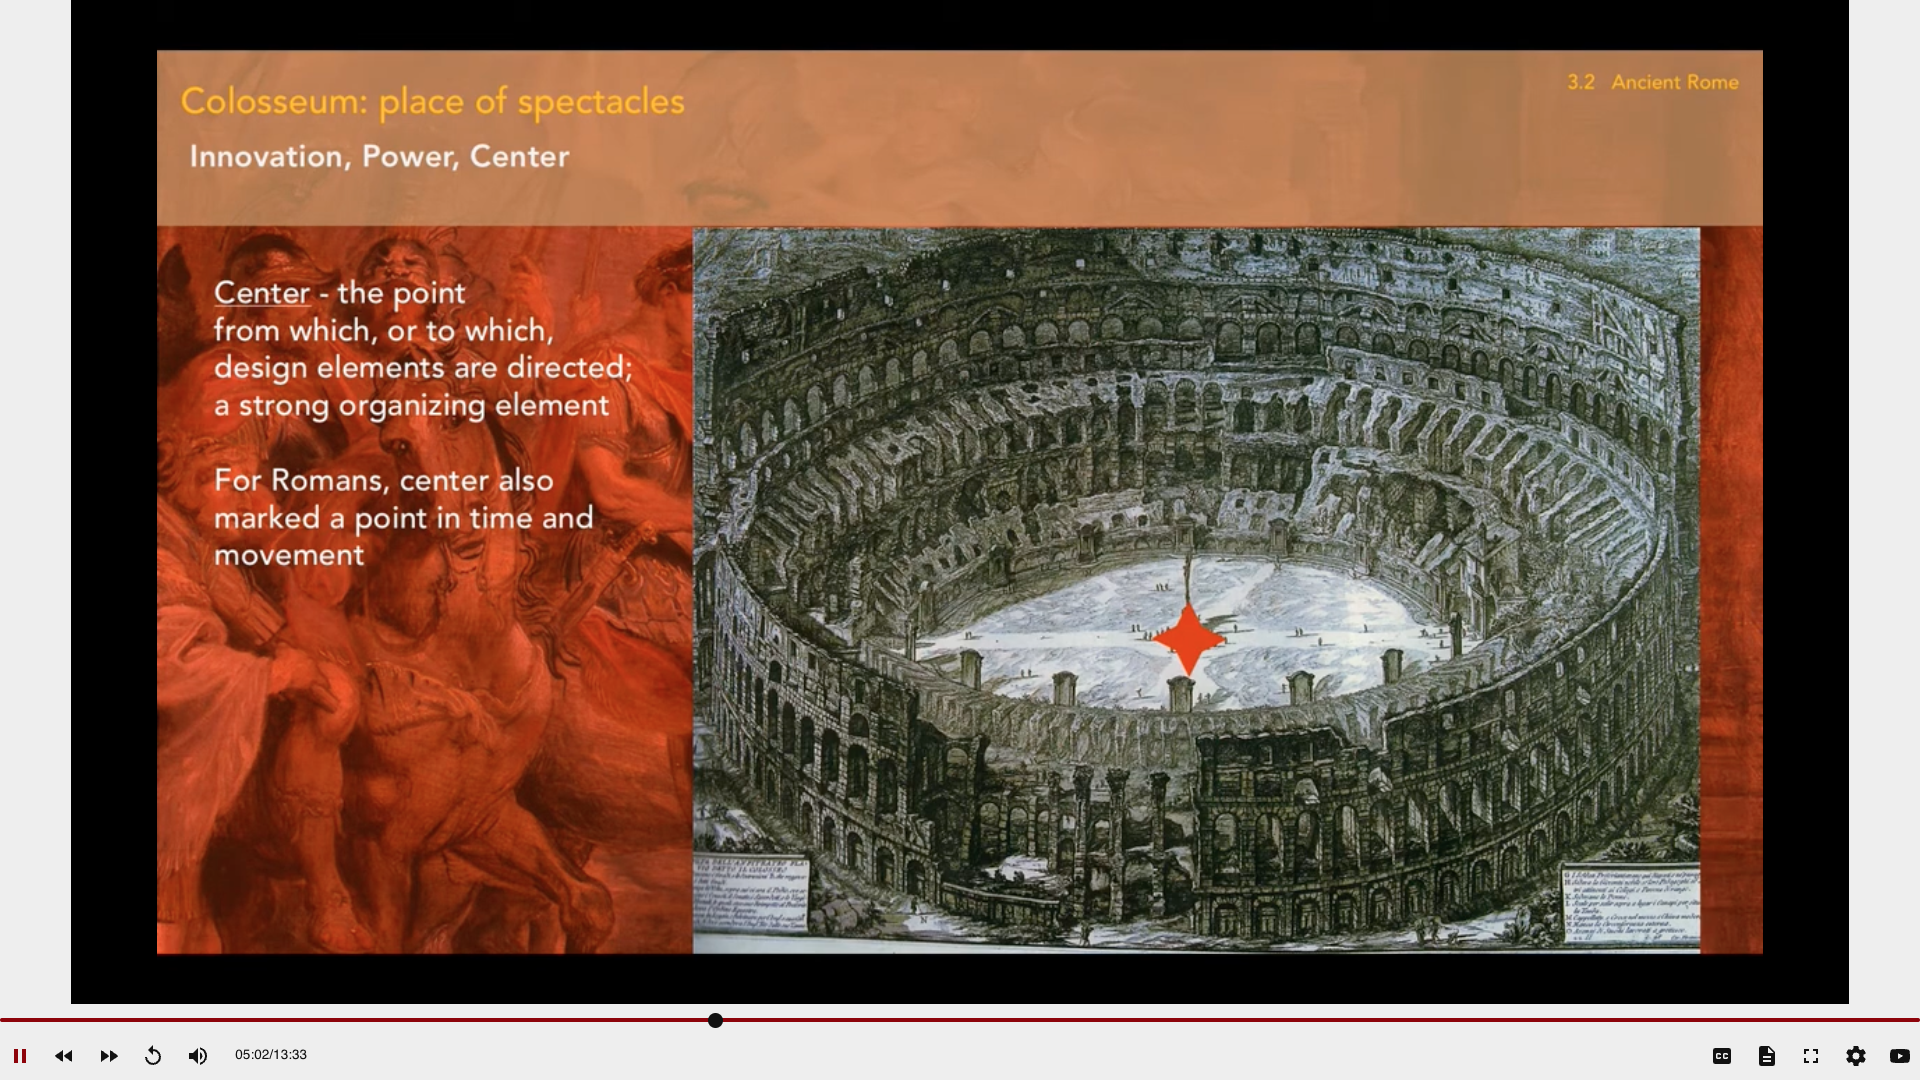 Colosseum: place of spectacles
3.2 Ancient Rome
Innovation, Power, Center
Center - the point
from which, or to which,
design elements are directed;
a strong organizing element
For Romans, center also
marked a point in time and
movement
05:02/13:33
CC